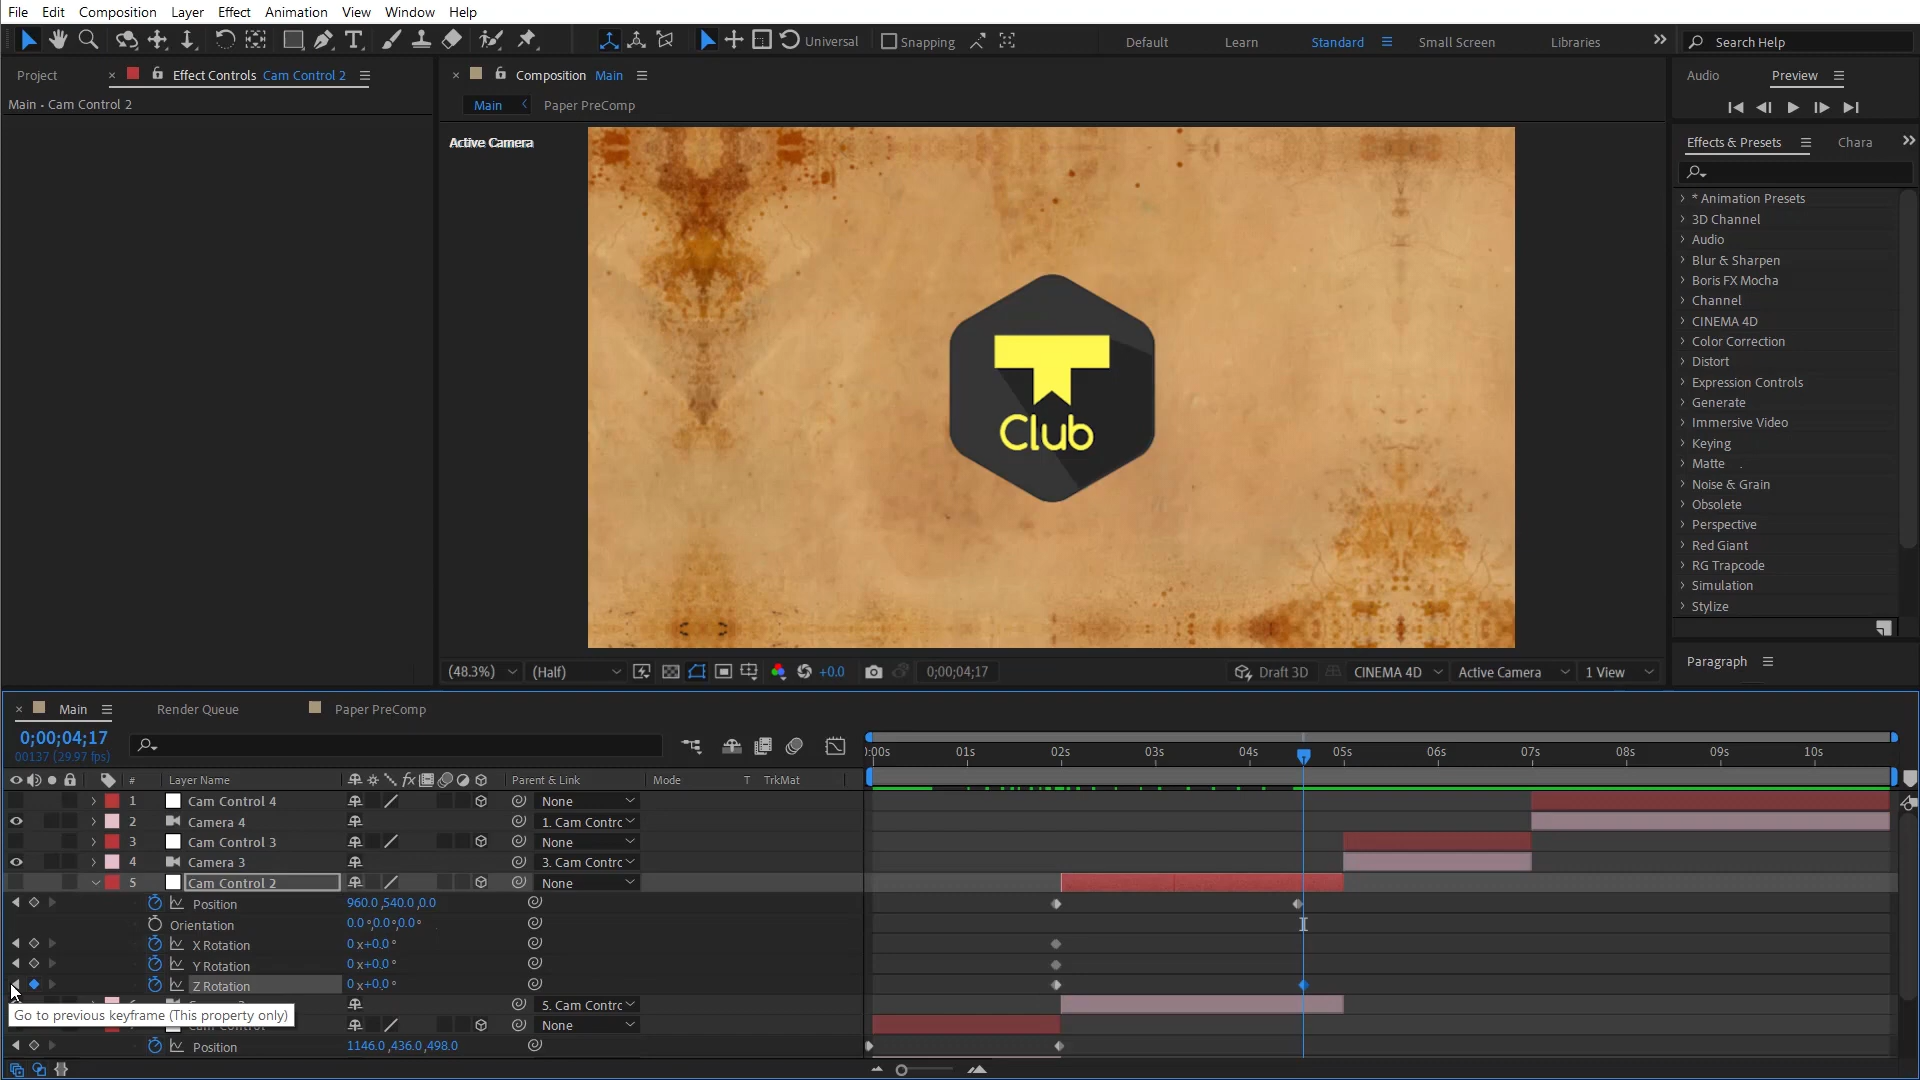 File Edit Composition Layer Effect Animation View Window Help
Universal Snapping Default Learn Standard Small Screen Libraries Search Help
Project Effect Controls Cam Control 2 Composition Main Audio Preview
Main • Cam Control 2 Main Paper PreComp
Active Camera
Effects & Presets Chara
* Animation Presets
3D Channel
Audio
Blur & Sharpen
Boris FX Mocha
Channel
CINEMA 4D
Color Correction
Distort
Expression Controls
Generate
Immersive Video
Keying
Matte
Noise & Grain
Obsolete
Perspective
Red Giant
RG Trapcode
Simulation
Stylize
Club
(48.3%) (Half) +0.0 0;00;04;17 Draft 3D CINEMA 4D Active Camera 1 View
Paragraph
Main Render Queue Paper PreComp
0;00;04;17
00137 (29.97 fps)
:00s 01s 02s 03s 04s 05s 06s 07s 08s 09s 10s
# Layer Name fx Parent & Link Mode T TrkMat
1 Cam Control 4 None
2 Camera 4 1. Cam Contrc
3 Cam Control 3 None
4 Camera 3 3. Cam Contrc
5 Cam Control 2 None
Position 960.0,540.0,0.0
Orientation 0.0°,0.0°,0.0°
X Rotation 0x+0.0°
Y Rotation 0x+0.0°
Z Rotation 0x+0.0°
5. Cam Contrc
Go to previous keyframe (This property only)
None
Position 1146.0,436.0,498.0